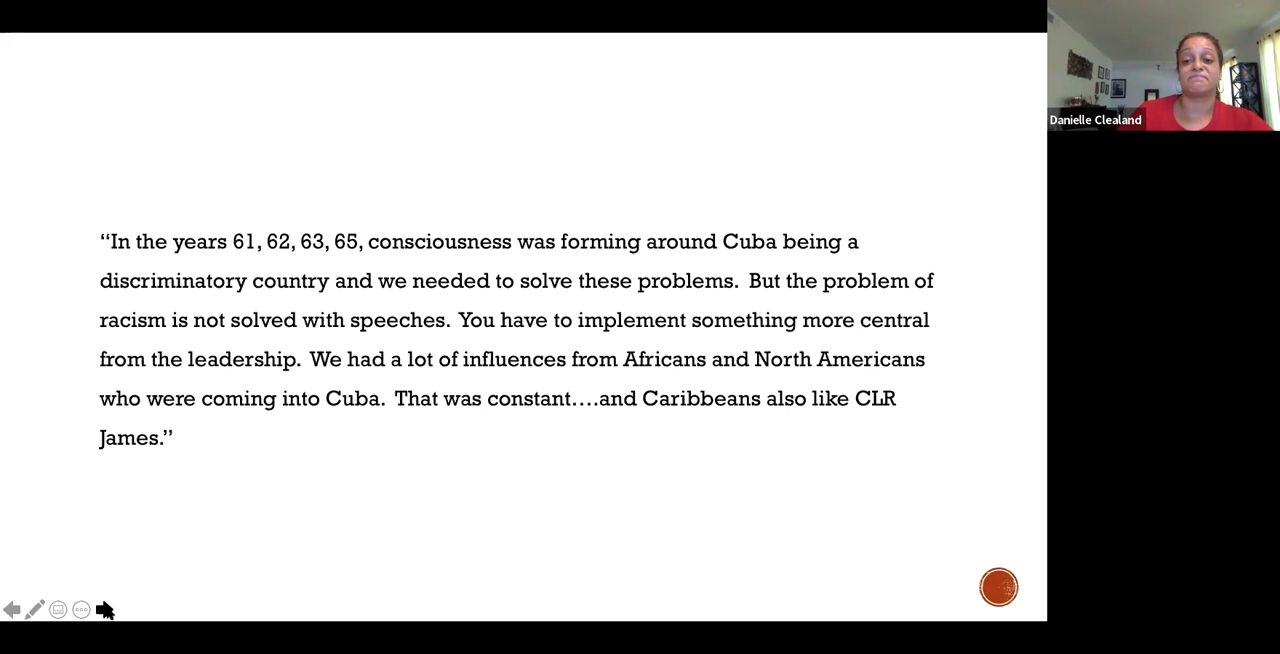 “In the years 61, 62, 63, 65, consciousness was forming around Cuba being a
discriminatory country and we needed to solve these problems.  But the problem of
racism is not solved with speeches.  You have to implement something more central
from the leadership.  We had a lot of influences from Africans and North Americans
who were coming into Cuba.  That was constant….and Caribbeans also like CLR
James.”
Danielle Clealand